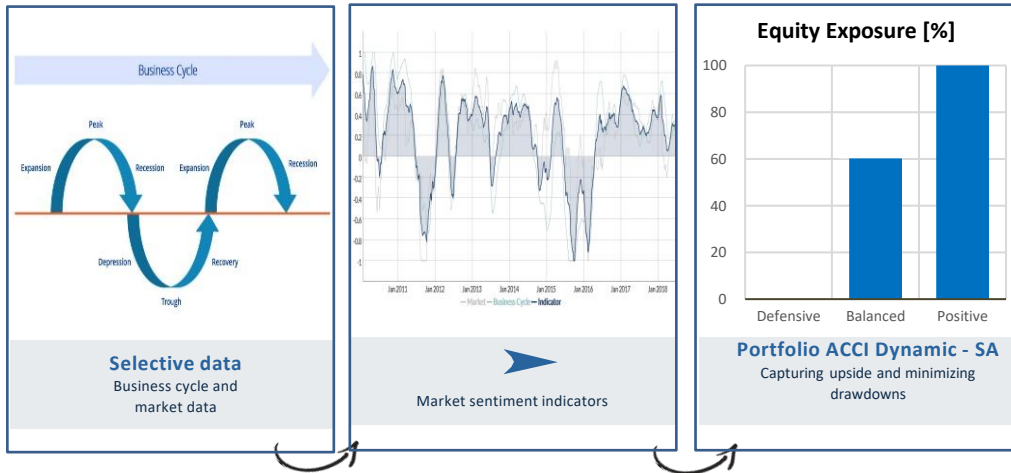 Business Cycle
Peak
Peak
Expansion
Recession
Expansion
Recession
Depression
Recovery
Trough
Selective data
Business cycle and
market data
1
0.8
0.6
0.4
0.2
0
-0.2
-0.4
-0.6
-0.8
-1
Jan 2011
Jan 2012
Jan 2013
Jan 2014
Jan 2015
Jan 2016
Jan 2017
Jan 2018
— Market — Business Cycle — Indicator
Market sentiment indicators
Equity Exposure [%]
100
80
60
40
20
0
Defensive
Balanced
Positive
Portfolio ACCI Dynamic - SA
Capturing upside and minimizing
drawdowns